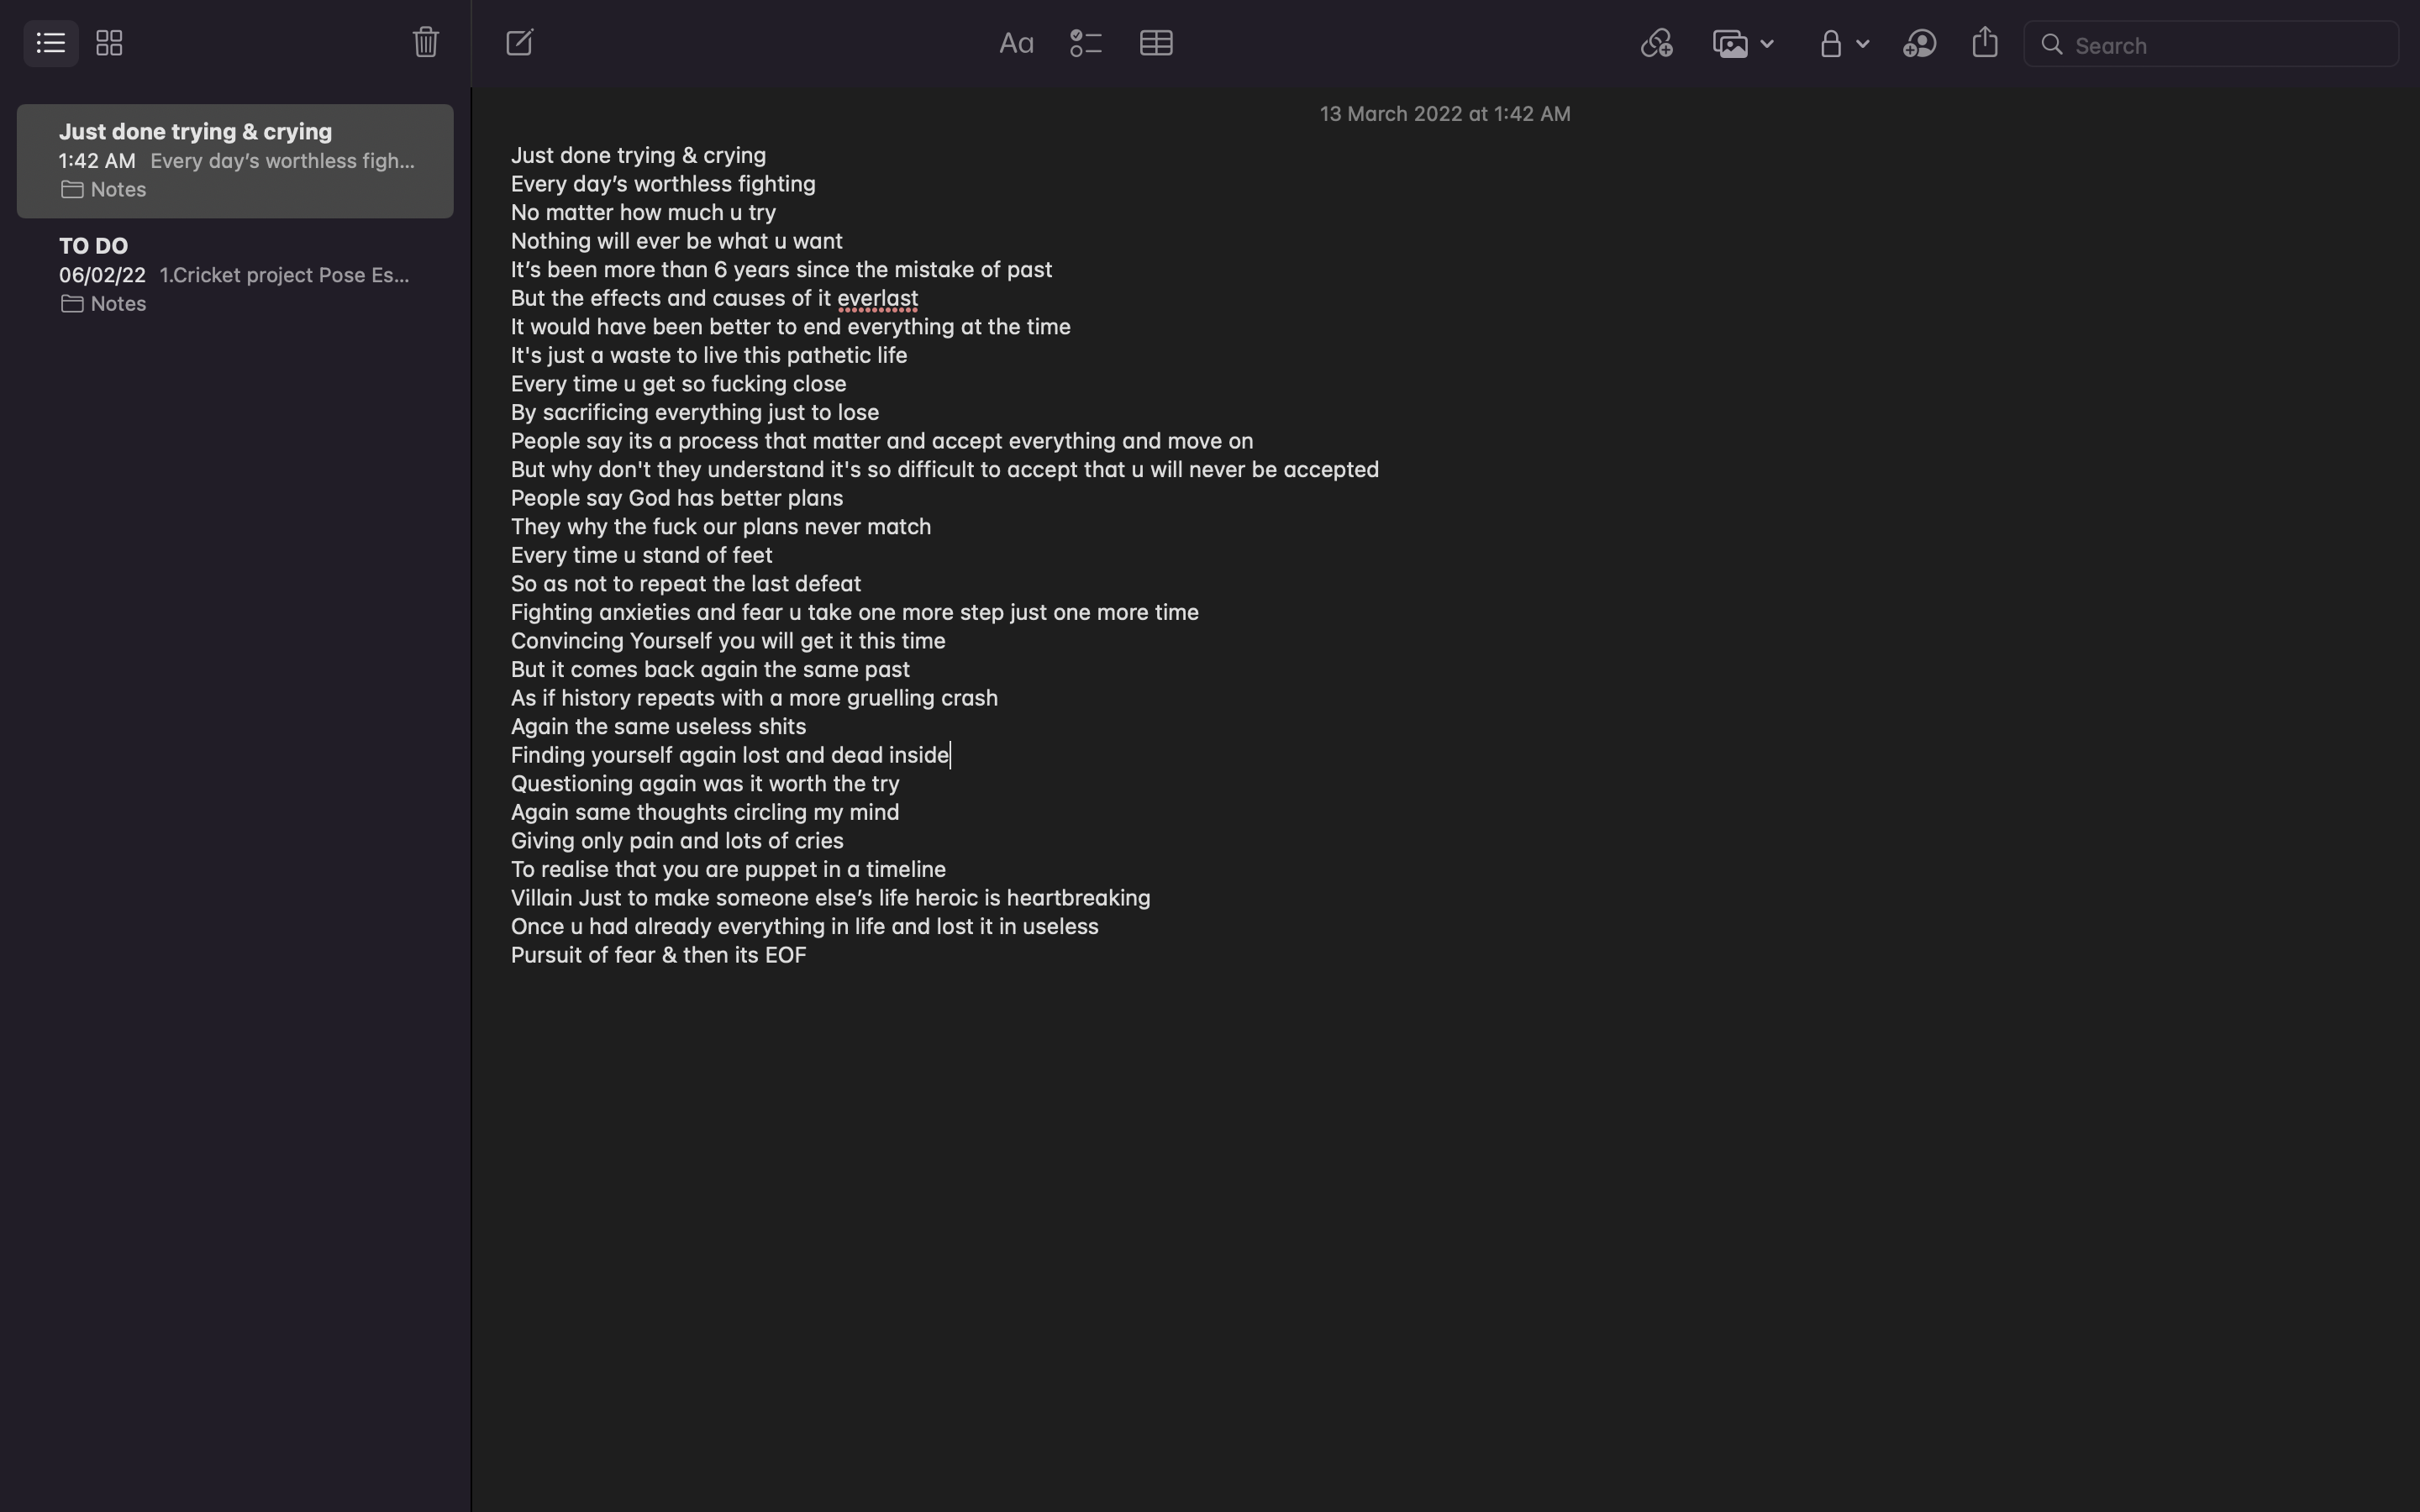 Search
13 March 2022 at 1:42 AM
Just done trying & crying
1:42 AM Every day’s worthless figh...
Notes
TO DO
06/02/22 1.Cricket project Pose Es...
Notes
Just done trying & crying
Every day’s worthless fighting
No matter how much u try
Nothing will ever be what u want
It’s been more than 6 years since the mistake of past
But the effects and causes of it everlast
It would have been better to end everything at the time
It's just a waste to live this pathetic life
Every time u get so fucking close
By sacrificing everything just to lose
People say its a process that matter and accept everything and move on
But why don't they understand it's so difficult to accept that u will never be accepted
People say God has better plans
They why the fuck our plans never match
Every time u stand of feet
So as not to repeat the last defeat
Fighting anxieties and fear u take one more step just one more time
Convincing Yourself you will get it this time
But it comes back again the same past
As if history repeats with a more gruelling crash
Again the same useless shits
Finding yourself again lost and dead inside
Questioning again was it worth the try
Again same thoughts circling my mind
Giving only pain and lots of cries
To realise that you are puppet in a timeline
Villain Just to make someone else’s life heroic is heartbreaking
Once u had already everything in life and lost it in useless
Pursuit of fear & then its EOF